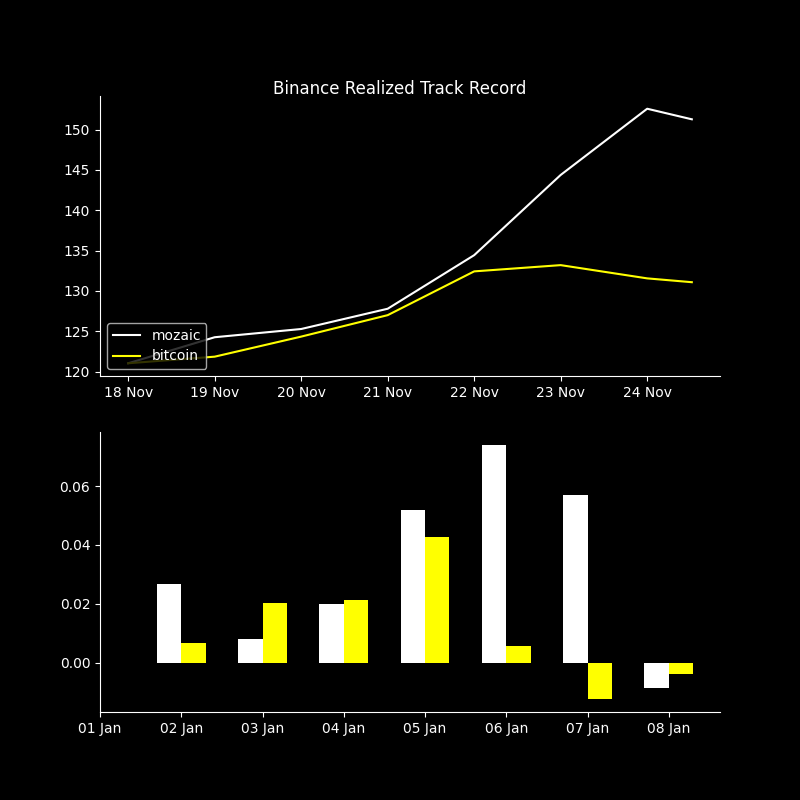 Binance Realized Track Record
150
145
140
135
130
125
120
mozaic
bitcoin
18 Nov 19 Nov 20 Nov 21 Nov 22 Nov 23 Nov 24 Nov
0.06
0.04
0.02
0.00
01 Jan 02 Jan 03 Jan 04 Jan 05 Jan 06 Jan 07 Jan 08 Jan